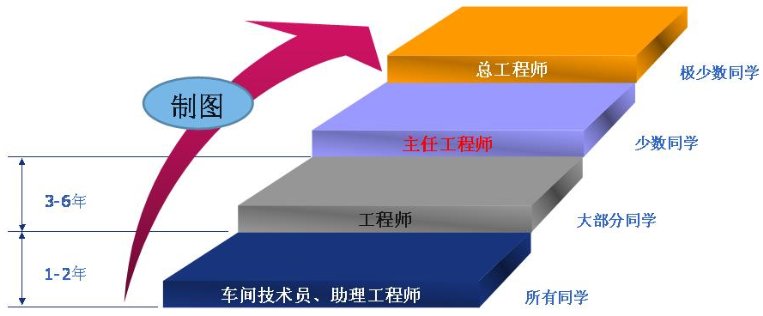 总工程师
极少数同学
制图
主任工程师
少数同学
3-6年
工程师
大部分同学
1-2年
车间技术员、助理工程师
所有同学